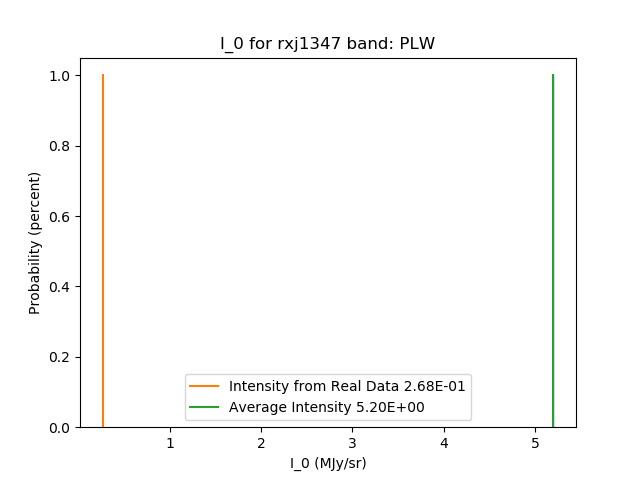 I_0 for rxj1347 band: PLW
Probability (percent)
1.0
0.8
0.6
0.4
0.2
0.0
Intensity from Real Data 2.68E-01
Average Intensity 5.20E+00
1 2 3 4 5
I_0 (MJy/sr)